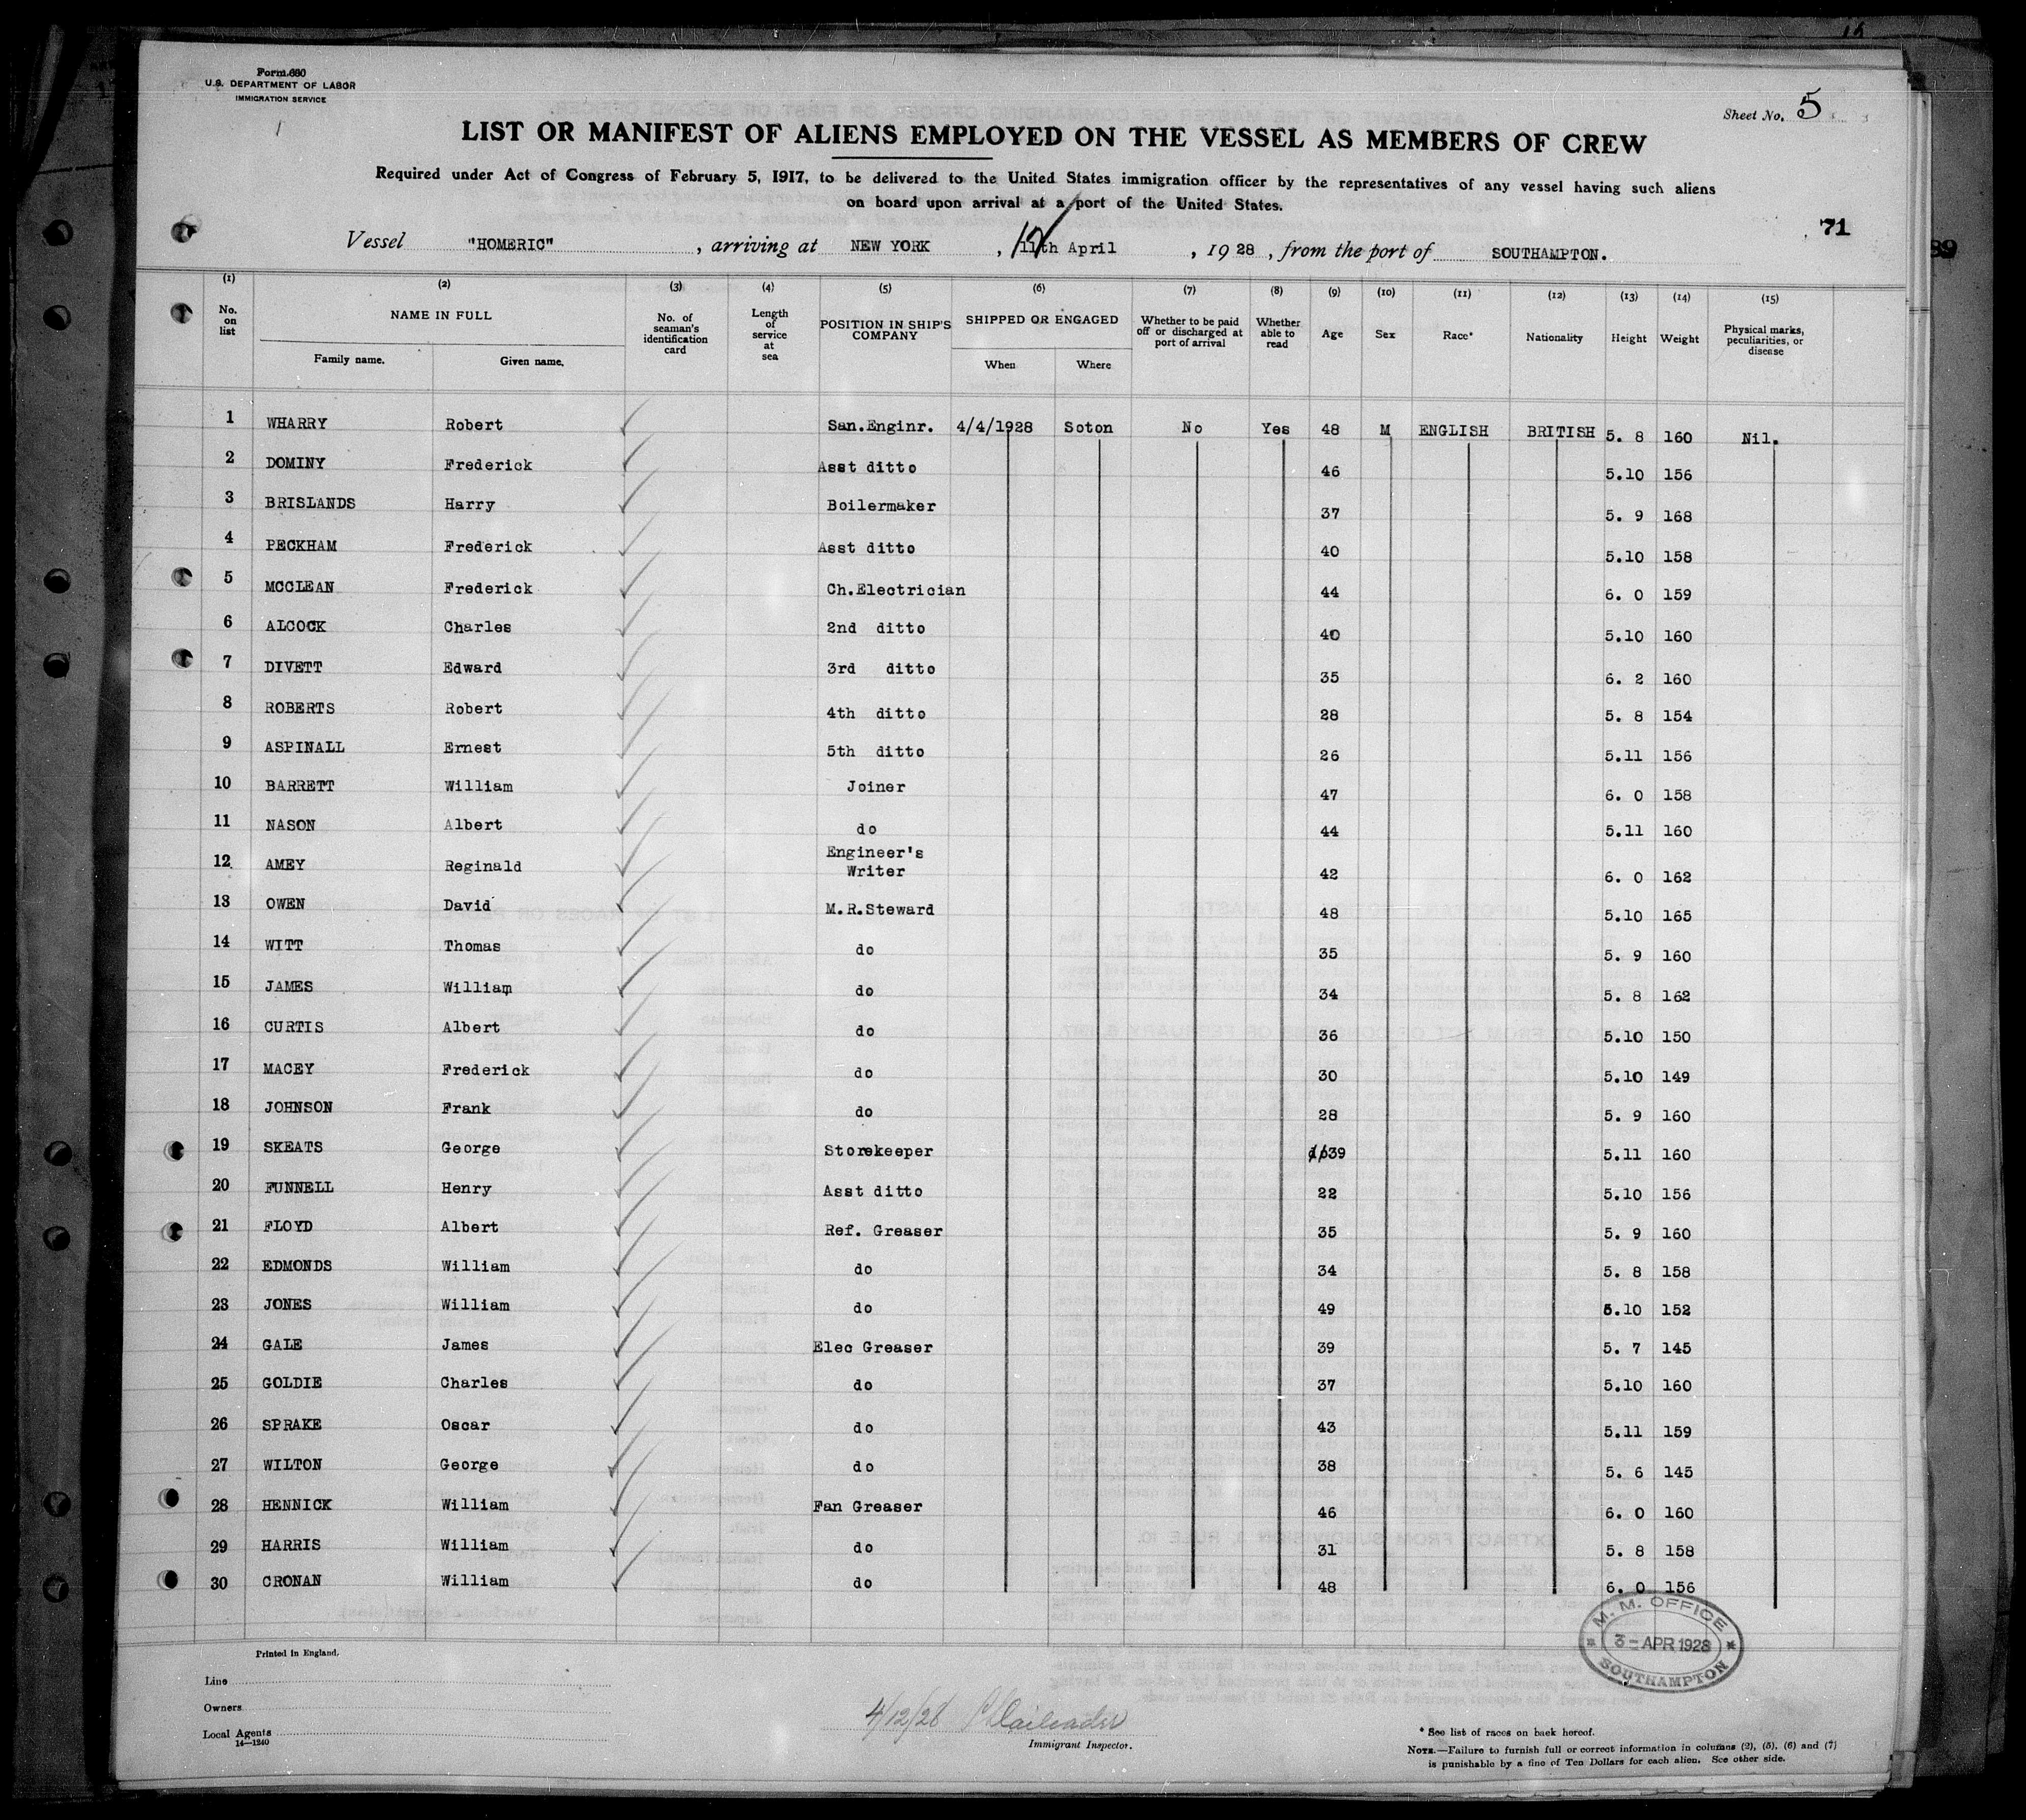 Form 680
U.S. DEPARTMENT OF LABOR
IMMIGRATION SERVICE
Sheet No. 5
LIST OR MANIFEST OF ALIENS EMPLOYED ON THE VESSEL AS MEMBERS OF CREW
Required under Act of Congress of February 5, 1917, to be delivered to the United States immigration officer by the representatives of any vessel having such aliens
on board upon arrival at a port of the United States.
71
89
Vessel "HOMERIC", arriving at NEW YORK, 11th April, 1928, from the port of SOUTHAMPTON.
(1) (2) (3) (4) (5) (6) (7) (8) (9) (10) (11) (12) (13) (14) (15)
No. on list NAME IN FULL Family name. Given name. No. of seaman's identification card Length of service at sea POSITION IN SHIP'S COMPANY SHIPPED OR ENGAGED When Where Whether to be paid off or discharged at port of arrival Whether able to read Age Sex Race* Nationality Height Weight Physical marks, peculiarities, or disease
1 WHARRY Robert San.Enginr. 4/4/1928 Soton No Yes 48 M ENGLISH BRITISH 5. 8 160 Nil.
2 DOMINY Frederick Asst ditto 46 5.10 156
3 BRISLANDS Harry Boilermaker 37 5. 9 168
4 PECKHAM Frederick Asst ditto 40 5.10 158
5 MCCLEAN Frederick Ch.Electrician 44 6. 0 159
6 ALCOCK Charles 2nd ditto 40 5.10 160
7 DIVETT Edward 3rd ditto 35 6. 2 160
8 ROBERTS Robert 4th ditto 28 5. 8 154
9 ASPINALL Ernest 5th ditto 26 5.11 156
10 BARRETT William Joiner 47 6. 0 158
11 NASON Albert do 44 5.11 160
12 AMEY Reginald Engineer's Writer 42 6. 0 162
13 OWEN David M.R.Steward 48 5.10 165
14 WITT Thomas do 35 5. 9 160
15 JAMES William do 34 5. 8 162
16 CURTIS Albert do 36 5.10 150
17 MACEY Frederick do 30 5.10 149
18 JOHNSON Frank do 28 5. 9 160
19 SKEATS George Storekeeper 39 5.11 160
20 FUNNELL Henry Asst ditto 22 5.10 156
21 FLOYD Albert Ref. Greaser 35 5. 9 160
22 EDMONDS William do 34 5. 8 158
23 JONES William do 49 5.10 152
24 GALE James Elec Greaser 39 5. 7 145
25 GOLDIE Charles do 37 5.10 160
26 SPRAKE Oscar do 43 5.11 159
27 WILTON George do 38 5. 6 145
28 HENNICK William Fan Greaser 46 6. 0 160
29 HARRIS William do 31 5. 8 158
30 CRONAN William do 48 6. 0 156
M. M. OFFICE
3 - APR 1928
SOUTHAMPTON
Printed in England.
Line
Owners
Local Agents
14—1240
4/12/28
Immigrant Inspector.
* See list of races on back hereof.
NOTE.—Failure to furnish full or correct information in columns (2), (5), (6) and (7)
is punishable by a fine of Ten Dollars for each alien. See other side.